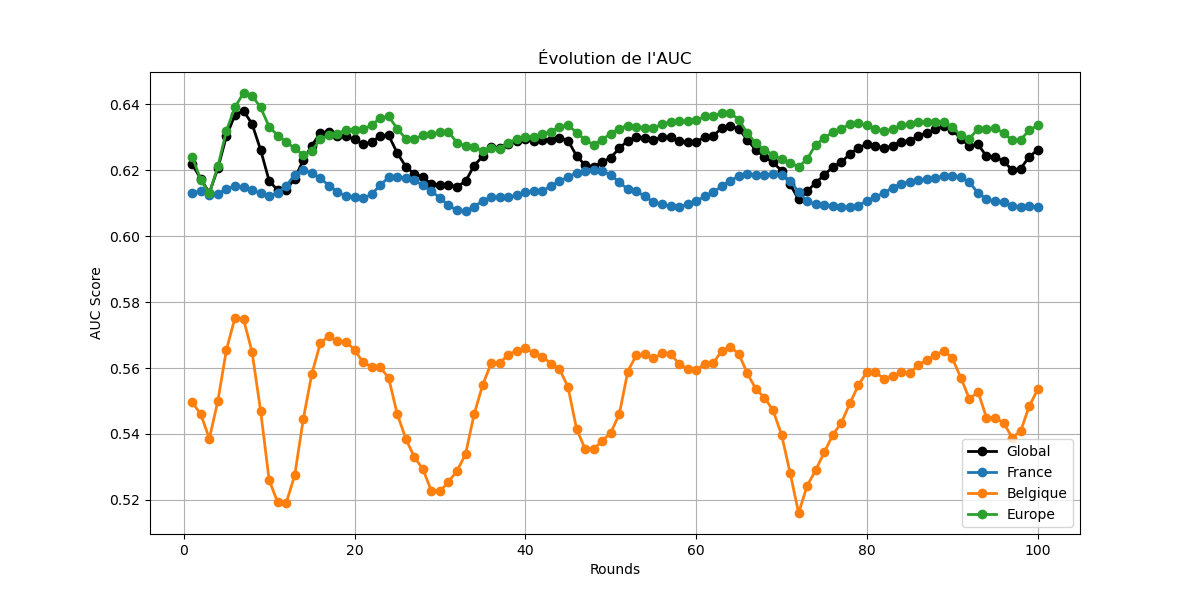 Évolution de l'AUC
AUC Score
0.64
0.62
0.60
0.58
0.56
0.54
0.52
0
20
40
60
80
100
Rounds
Global
France
Belgique
Europe